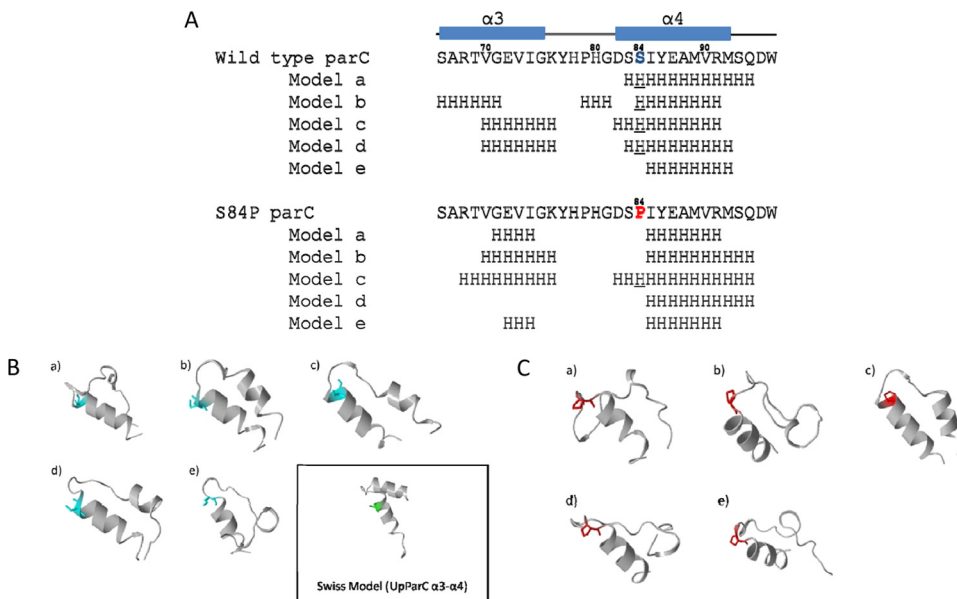 A
α3 α4
70 80 84 90
Wild type parC SARTVGEVIGKYHPHGDSSIYEAMVRMSQDW
Model a HHHHHHHHHHHH
Model b HHHHHH HHH HHHHHHHH
Model c HHHHHHH HHHHHHHHHH
Model d HHHHHHH HHHHHHHHHH
Model e HHHHHHHH
84
S84P parC SARTVGEVIGKYHPHGDSPIYEAMVRMSQDW
Model a HHHH HHHHHHH
Model b HHHHHHH HHHHHHHHHH
Model c HHHHHHHHH HHHHHHHHHHHHH
Model d HHHHHHHHHH
Model e HHH HHHHHHH
B
a) b) c)
d) e)
Swiss Model (UpParC α3-α4)
C
a) b) c)
d) e)